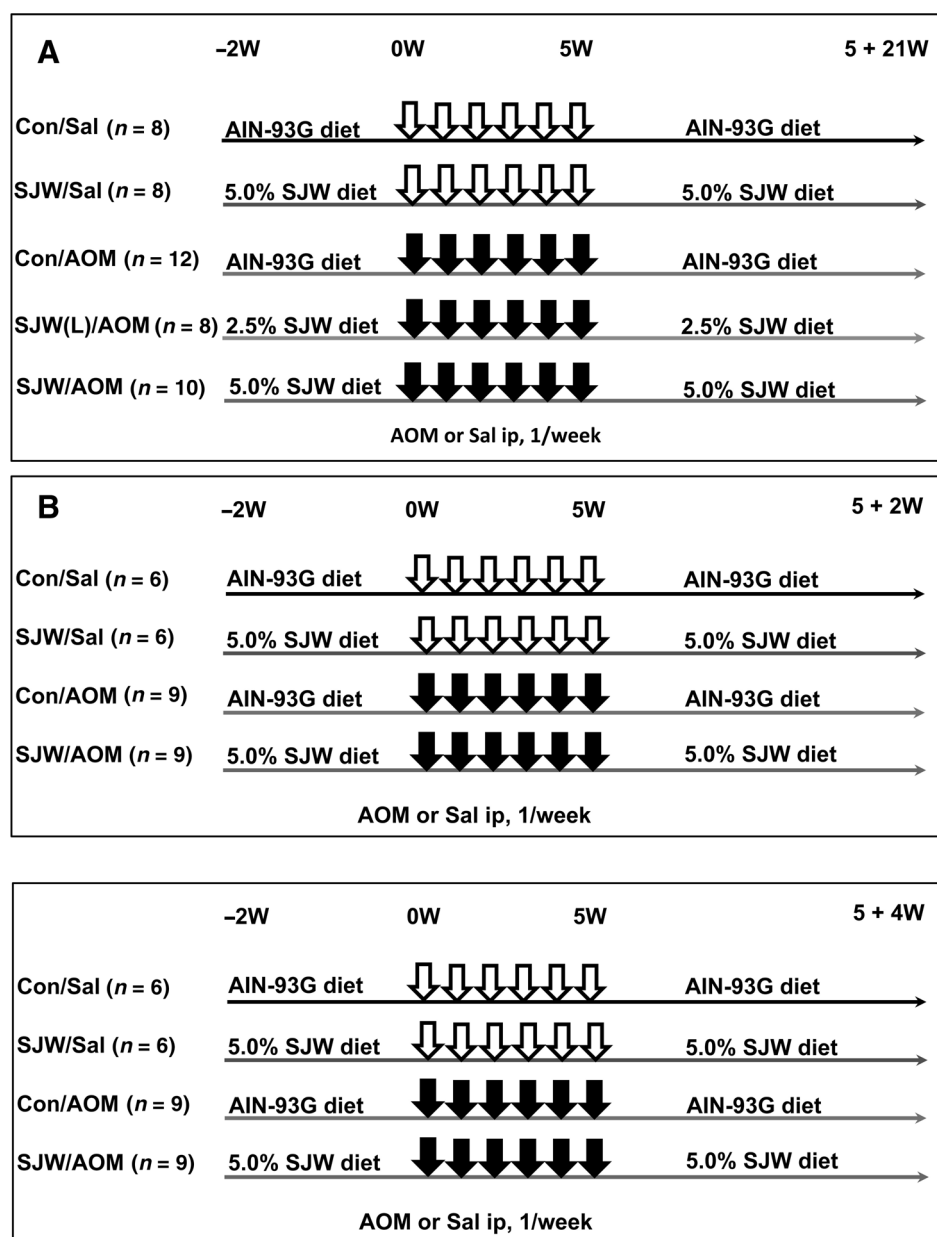 A −2W 0W 5W 5 + 21W
Con/Sal (n = 8) AIN-93G diet AIN-93G diet
SJW/Sal (n = 8) 5.0% SJW diet 5.0% SJW diet
Con/AOM (n = 12) AIN-93G diet AIN-93G diet
SJW(L)/AOM (n = 8) 2.5% SJW diet 2.5% SJW diet
SJW/AOM (n = 10) 5.0% SJW diet 5.0% SJW diet
AOM or Sal ip, 1/week
B −2W 0W 5W 5 + 2W
Con/Sal (n = 6) AIN-93G diet AIN-93G diet
SJW/Sal (n = 6) 5.0% SJW diet 5.0% SJW diet
Con/AOM (n = 9) AIN-93G diet AIN-93G diet
SJW/AOM (n = 9) 5.0% SJW diet 5.0% SJW diet
AOM or Sal ip, 1/week
−2W 0W 5W 5 + 4W
Con/Sal (n = 6) AIN-93G diet AIN-93G diet
SJW/Sal (n = 6) 5.0% SJW diet 5.0% SJW diet
Con/AOM (n = 9) AIN-93G diet AIN-93G diet
SJW/AOM (n = 9) 5.0% SJW diet 5.0% SJW diet
AOM or Sal ip, 1/week